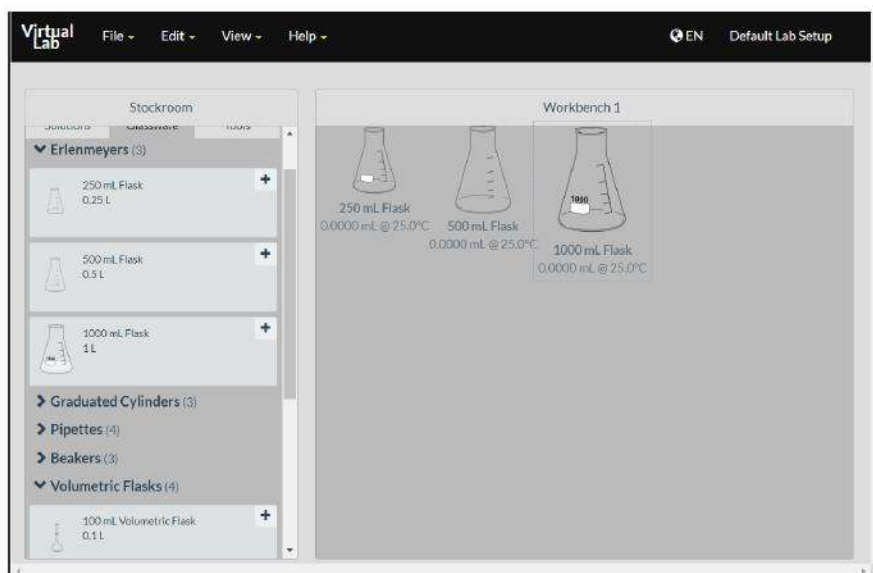 Virtual Lab
File
Edit
View
Help
EN
Default Lab Setup
Stockroom
Solutions
Glassware
Tools
Erlenmeyers (3)
250 mL Flask
0.25 L
500 mL Flask
0.5 L
1000 mL Flask
1 L
Graduated Cylinders (3)
Pipettes (4)
Beakers (3)
Volumetric Flasks (4)
100 mL Volumetric Flask
0.1 L
Workbench 1
250 mL Flask
0.0000 mL @ 25.0°C
500 mL Flask
0.0000 mL @ 25.0°C
1000
1000 mL Flask
0.0000 mL @ 25.0°C